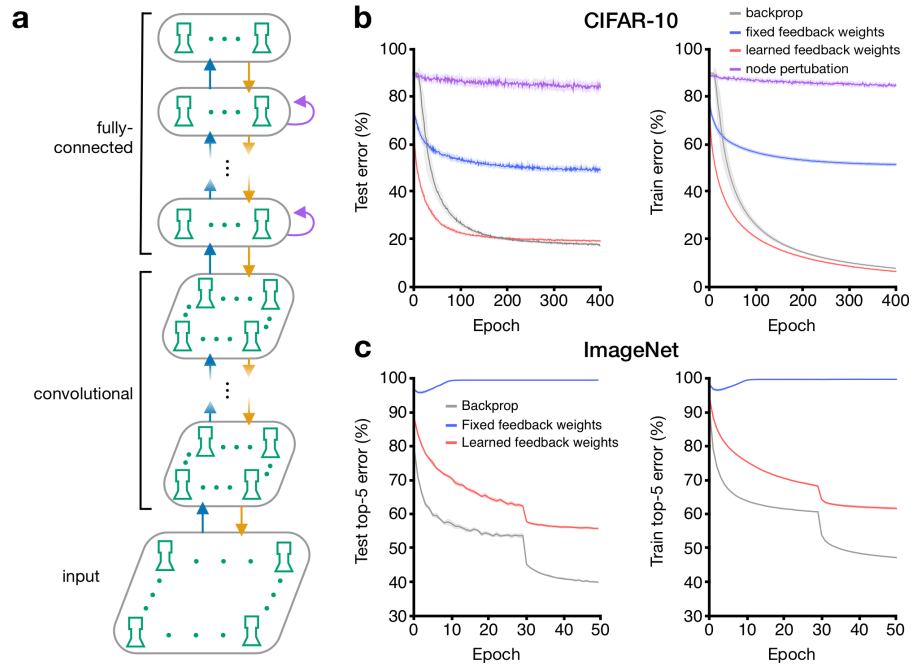 a
fully-
connected
convolutional
input
b
CIFAR-10
backprop
fixed feedback weights
learned feedback weights
node pertubation
Test error (%)
100
80
60
40
20
0
0
100
200
300
400
Epoch
Train error (%)
100
80
60
40
20
0
0
100
200
300
400
Epoch
c
ImageNet
Backprop
Fixed feedback weights
Learned feedback weights
Test top-5 error (%)
100
90
80
70
60
50
40
30
0
10
20
30
40
50
Epoch
Train top-5 error (%)
100
90
80
70
60
50
40
30
0
10
20
30
40
50
Epoch